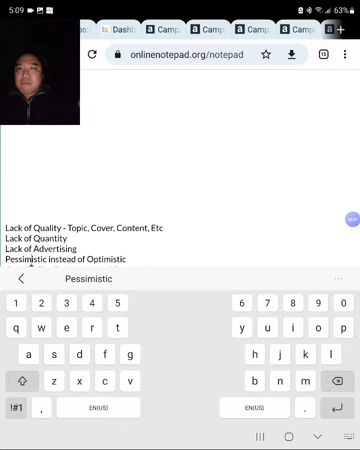 5:09 63%
Dashb Camp Camp Camp Camp
onlinenotepad.org/notepad
Lack of Quality - Topic, Cover, Content, Etc
Lack of Quantity
Lack of Advertising
Pessimistic instead of Optimistic
Pessimistic
1 2 3 4 5 6 7 8 9 0
q w e r t y u i o p
a s d f g h j k l
z x c v b n m
!#1 , EN(US) EN(US) .